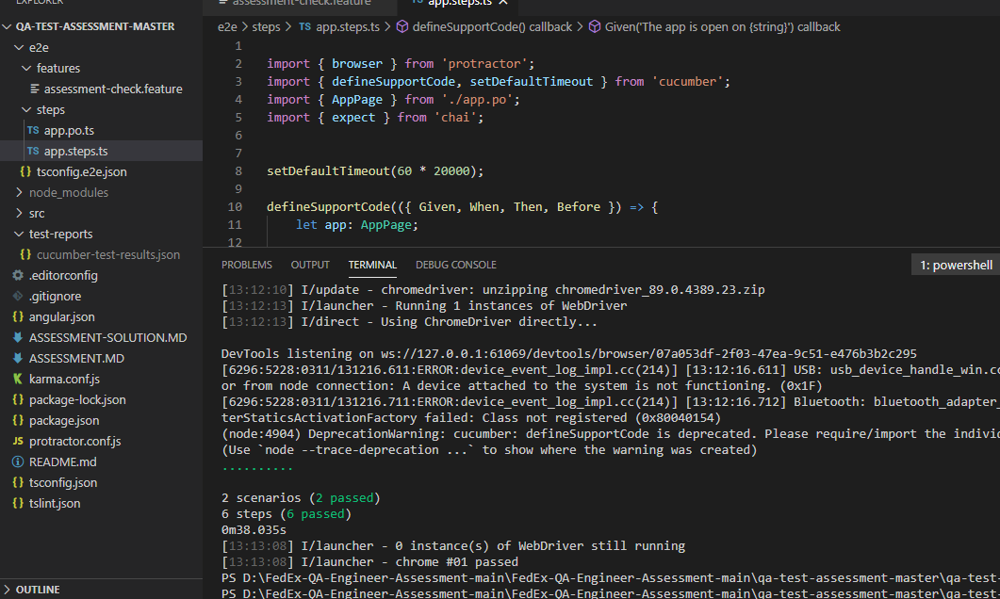 EXPLORER
assessment-check.feature
TS app.steps.ts ×
QA-TEST-ASSESSMENT-MASTER
e2e
features
assessment-check.feature
steps
TS app.po.ts
TS app.steps.ts
{} tsconfig.e2e.json
node_modules
src
test-reports
{} cucumber-test-results.json
.editorconfig
.gitignore
{} angular.json
ASSESSMENT-SOLUTION.MD
ASSESSMENT.MD
karma.conf.js
{} package-lock.json
{} package.json
JS protractor.conf.js
README.md
{} tsconfig.json
{} tslint.json
OUTLINE
e2e > steps > TS app.steps.ts > defineSupportCode() callback > Given('The app is open on {string}') callback
1
2 import { browser } from 'protractor';
3 import { defineSupportCode, setDefaultTimeout } from 'cucumber';
4 import { AppPage } from './app.po';
5 import { expect } from 'chai';
6
7
8 setDefaultTimeout(60 * 20000);
9
10 defineSupportCode(({ Given, When, Then, Before }) => {
11 let app: AppPage;
12
PROBLEMS OUTPUT TERMINAL DEBUG CONSOLE 1: powershell
[13:12:10] I/update - chromedriver: unzipping chromedriver_89.0.4389.23.zip
[13:12:13] I/launcher - Running 1 instances of WebDriver
[13:12:13] I/direct - Using ChromeDriver directly...
DevTools listening on ws://127.0.0.1:61069/devtools/browser/07a053df-2f03-47ea-9c51-e476b3b2c295
[6296:5228:0311/131216.611:ERROR:device_event_log_impl.cc(214)] [13:12:16.611] USB: usb_device_handle_win.cc
or from node connection: A device attached to the system is not functioning. (0x1F)
[6296:5228:0311/131216.711:ERROR:device_event_log_impl.cc(214)] [13:12:16.712] Bluetooth: bluetooth_adapter_
terStaticsActivationFactory failed: Class not registered (0x80040154)
(node:4904) DeprecationWarning: cucumber: defineSupportCode is deprecated. Please require/import the individ
(Use `node --trace-deprecation ...` to show where the warning was created)
..........
2 scenarios (2 passed)
6 steps (6 passed)
0m38.035s
[13:13:08] I/launcher - 0 instance(s) of WebDriver still running
[13:13:08] I/launcher - chrome #01 passed
PS D:\FedEx-QA-Engineer-Assessment-main\FedEx-QA-Engineer-Assessment-main\qa-test-assessment-master\qa-test-
PS D:\FedEx-QA-Engineer-Assessment-main\FedEx-QA-Engineer-Assessment-main\qa-test-assessment-master\qa-test-